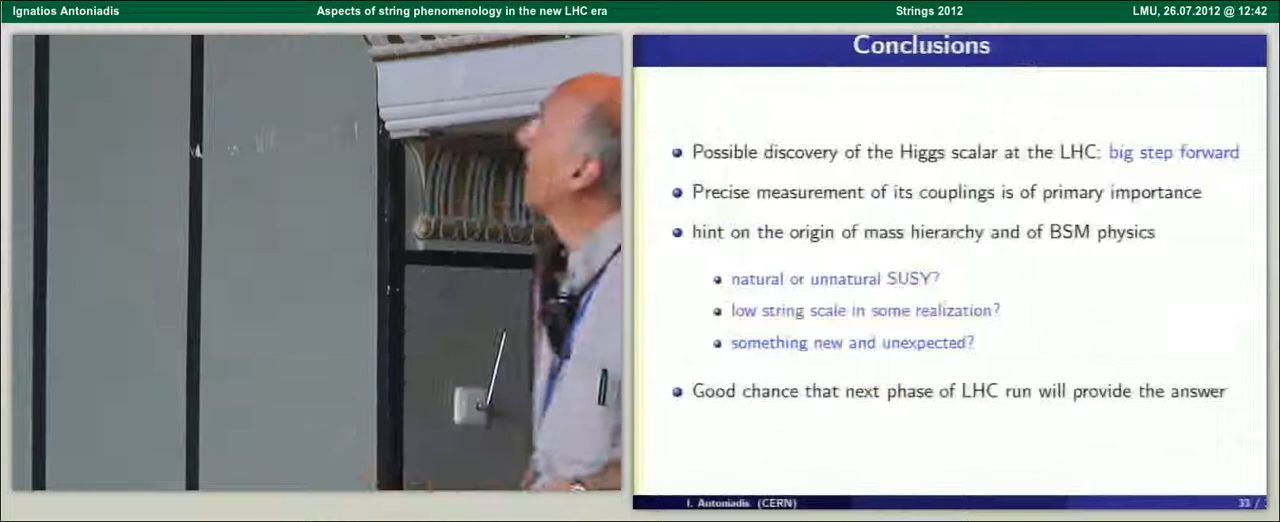 Ignatios Antoniadis
Aspects of string phenomenology in the new LHC era
Strings 2012
LMU, 26.07.2012 @ 12:42
Conclusions
Possible discovery of the Higgs scalar at the LHC: big step forward
Precise measurement of its couplings is of primary importance
hint on the origin of mass hierarchy and of BSM physics
natural or unnatural SUSY?
low string scale in some realization?
something new and unexpected?
Good chance that next phase of LHC run will provide the answer
I. Antoniadis (CERN)
33 /